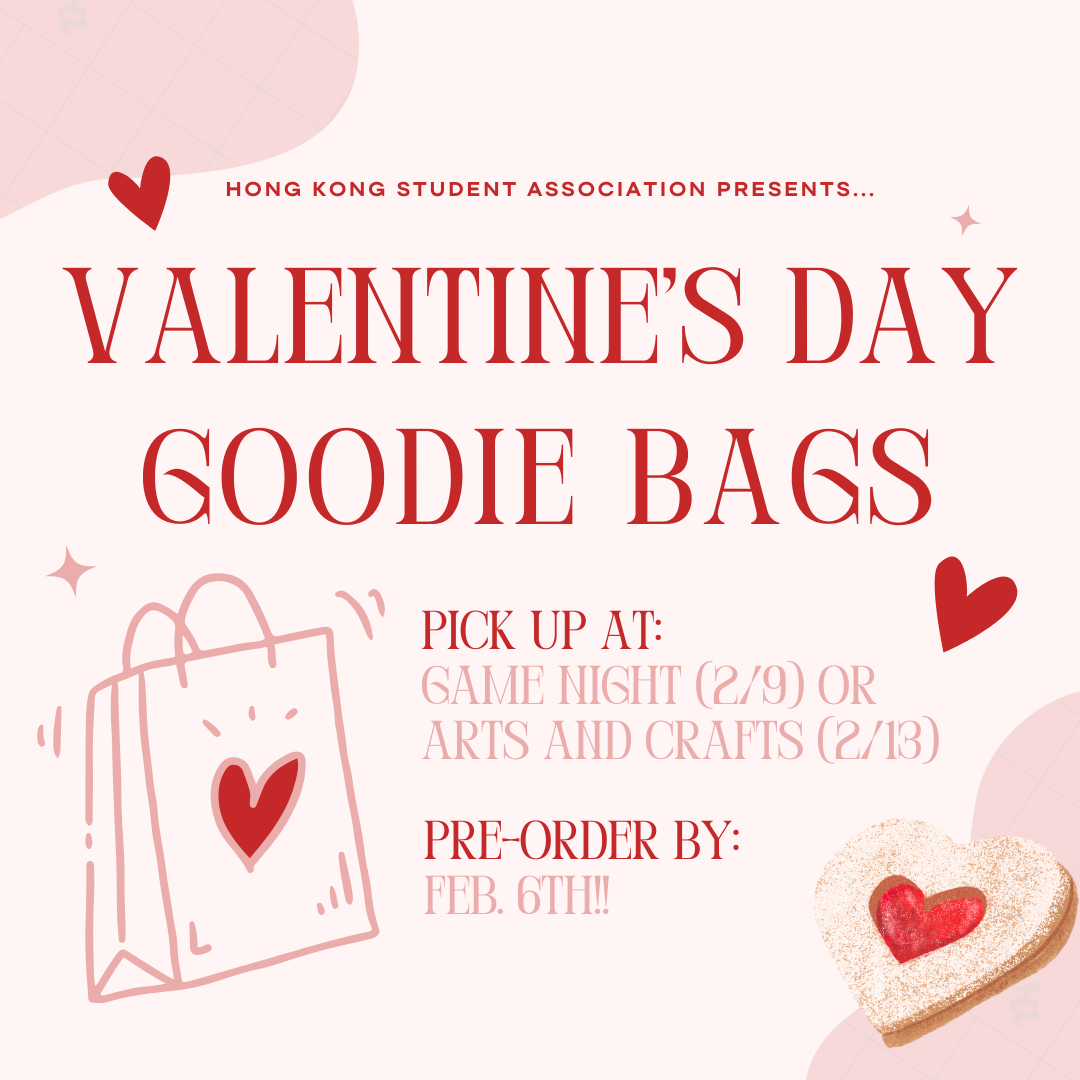 HONG KONG STUDENT ASSOCIATION PRESENTS...
VALENTINE'S DAY
GOODIE BAGS
PICK UP AT:
GAME NIGHT (2/9) OR
ARTS AND CRAFTS (2/13)
PRE-ORDER BY:
FEB. 6TH!!